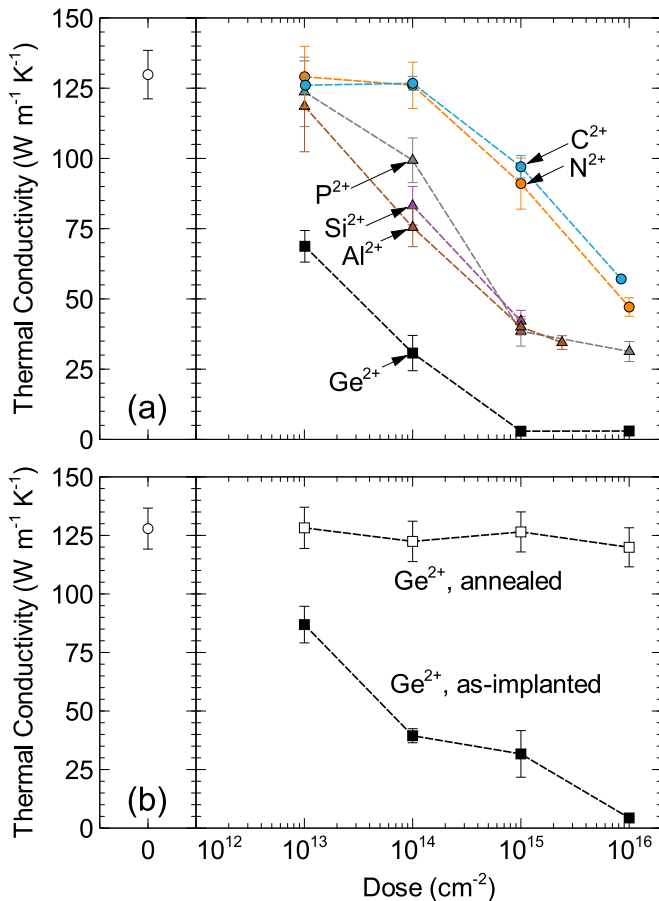 150
125
100
75
50
25
0
Thermal Conductivity (W m⁻¹ K⁻¹)
(a)
C²⁺
N²⁺
P²⁺
Si²⁺
Al²⁺
Ge²⁺
150
125
100
75
50
25
0
Thermal Conductivity (W m⁻¹ K⁻¹)
(b)
Ge²⁺, annealed
Ge²⁺, as-implanted
0 10¹² 10¹³ 10¹⁴ 10¹⁵ 10¹⁶
Dose (cm⁻²)